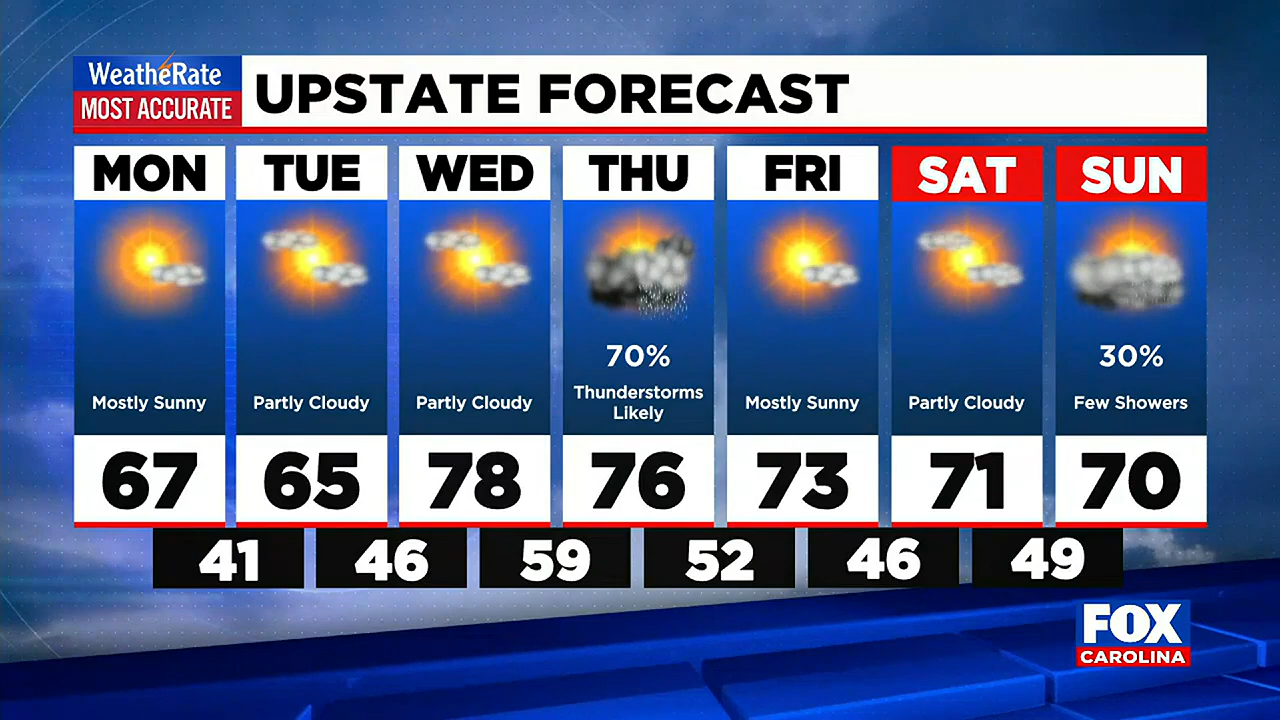 WeatheRate
MOST ACCURATE
UPSTATE FORECAST
MON
TUE
WED
THU
FRI
SAT
SUN
70%
30%
Mostly Sunny
Partly Cloudy
Partly Cloudy
Thunderstorms
Likely
Mostly Sunny
Partly Cloudy
Few Showers
67
65
78
76
73
71
70
41
46
59
52
46
49
FOX
CAROLINA